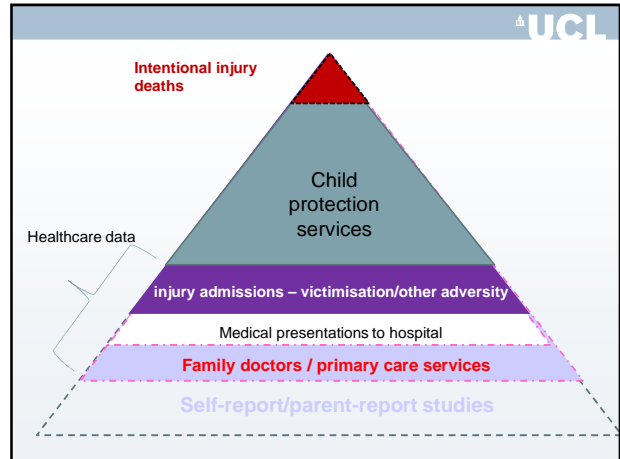 UCL
Intentional injury
deaths
Child
protection
services
Healthcare data
injury admissions – victimisation/other adversity
Medical presentations to hospital
Family doctors / primary care services
Self-report/parent-report studies